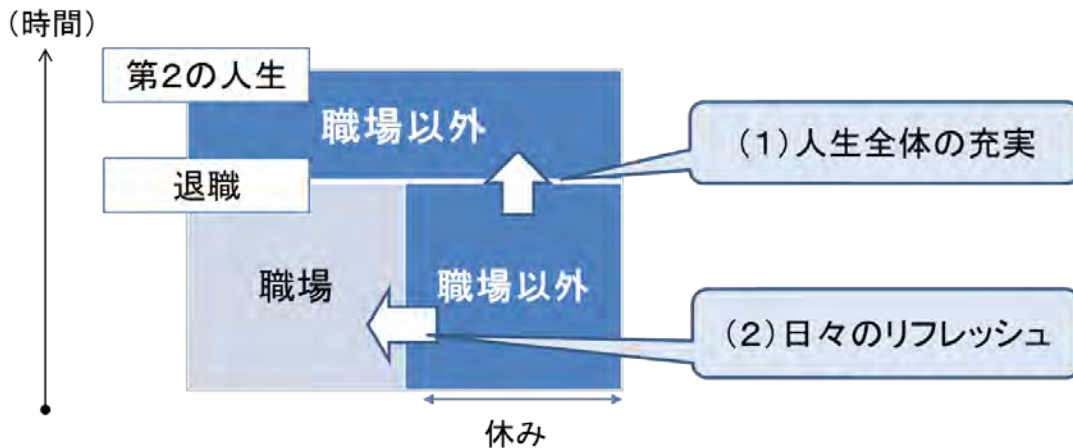 （時間）
第２の人生
職場以外
（１）人生全体の充実
退職
職場
職場以外
（２）日々のリフレッシュ
休み